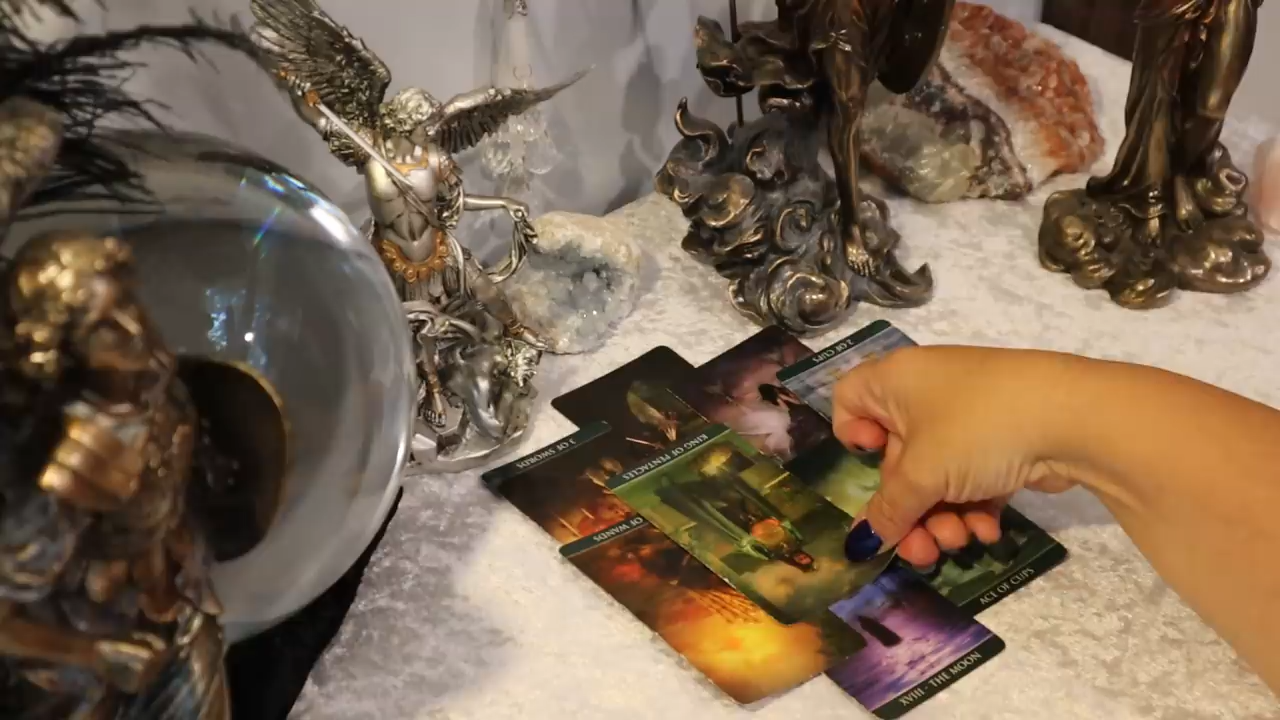 2 OF CUPS
3 OF SWORDS
KING OF PENTACLES
OF WANDS
ACE OF CUPS
XVIII - THE MOON